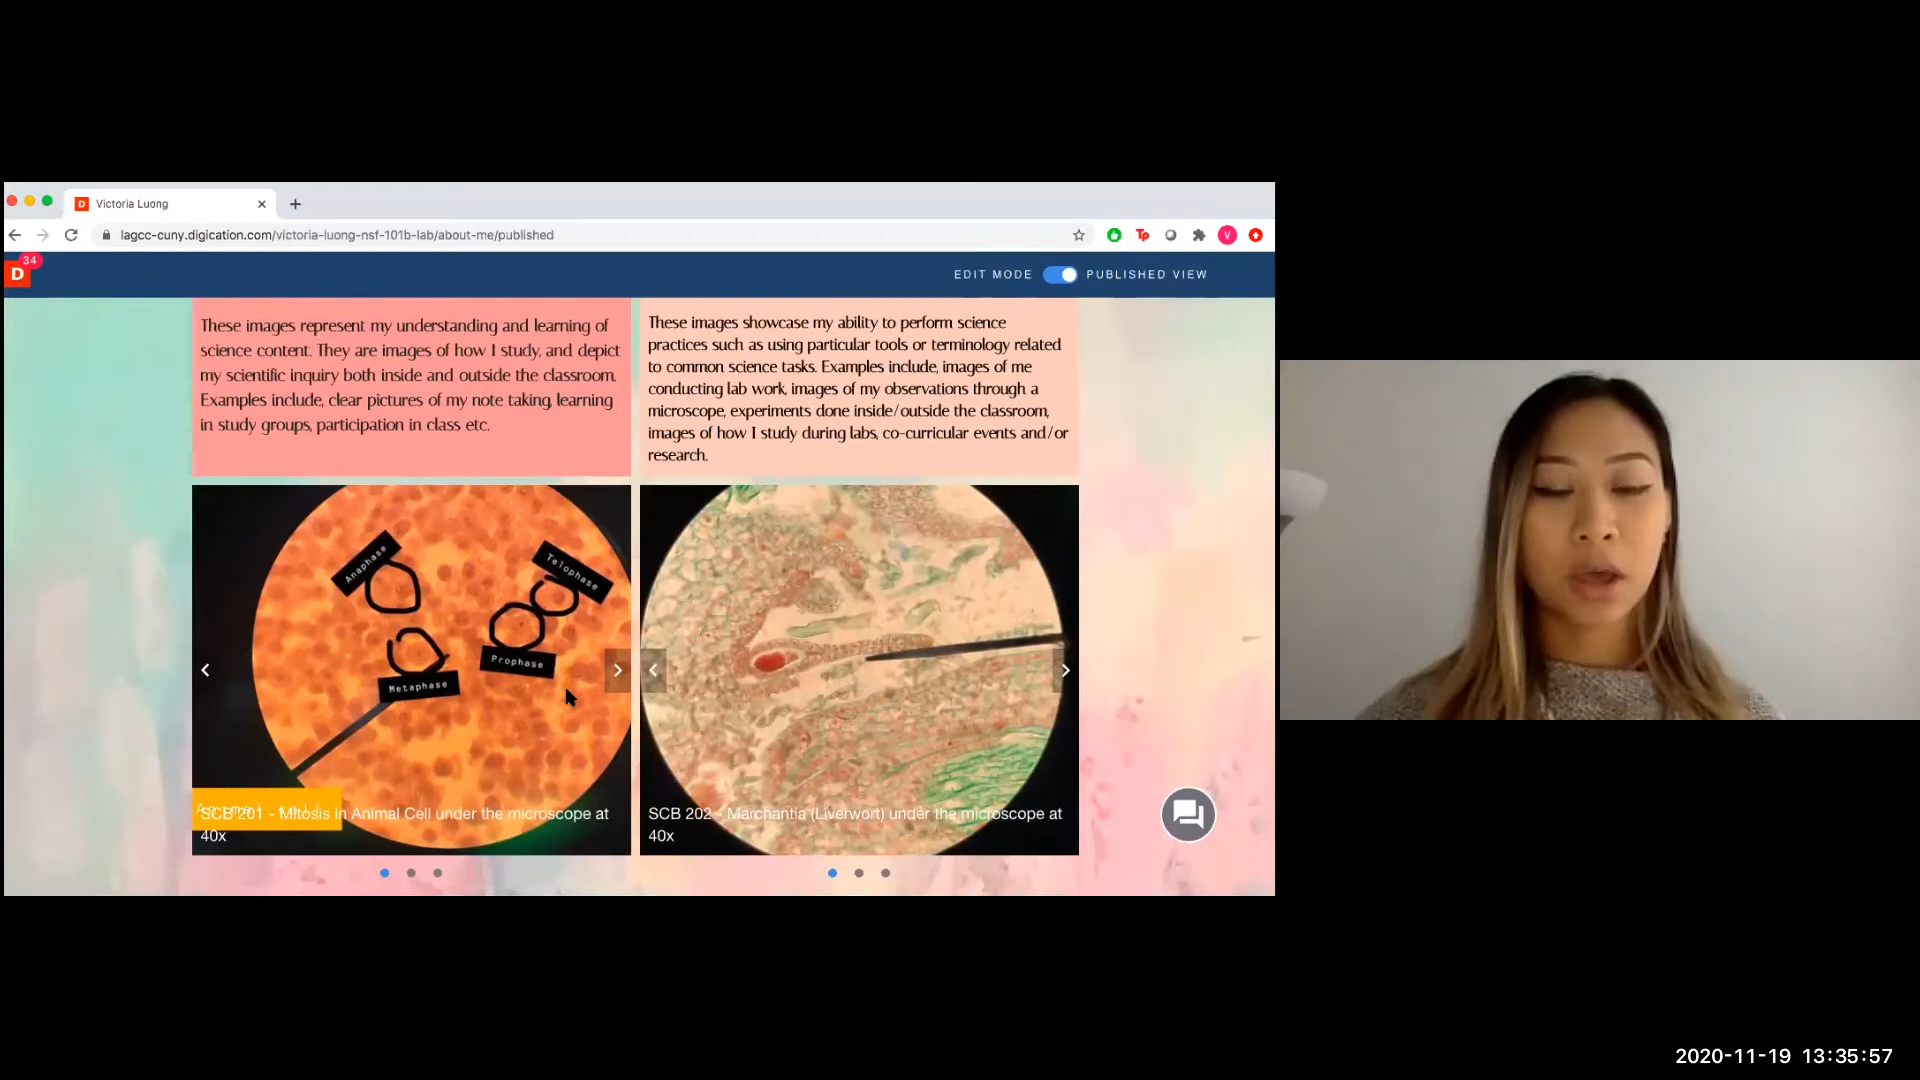 Victoria Luong
lagcc-cuny.digication.com/victoria-luong-nsf-101b-lab/about-me/published
Tp
V
D
34
EDIT MODE
PUBLISHED VIEW
These images represent my understanding and learning of
science content. They are images of how I study, and depict
my scientific inquiry both inside and outside the classroom.
Examples include, clear pictures of my note taking, learning
in study groups, participation in class etc.
These images showcase my ability to perform science
practices such as using particular tools or terminology related
to common science tasks. Examples include, images of me
conducting lab work, images of my observations through a
microscope, experiments done inside/outside the classroom,
images of how I study during labs, co-curricular events and/or
research.
Anaphase
Telophase
Prophase
Metaphase
Animal cell
SCB 201 - Mitosis in Animal Cell under the microscope at
40x
SCB 202 - Marchantia (Liverwort) under the microscope at
40x
2020-11-19 13:35:57